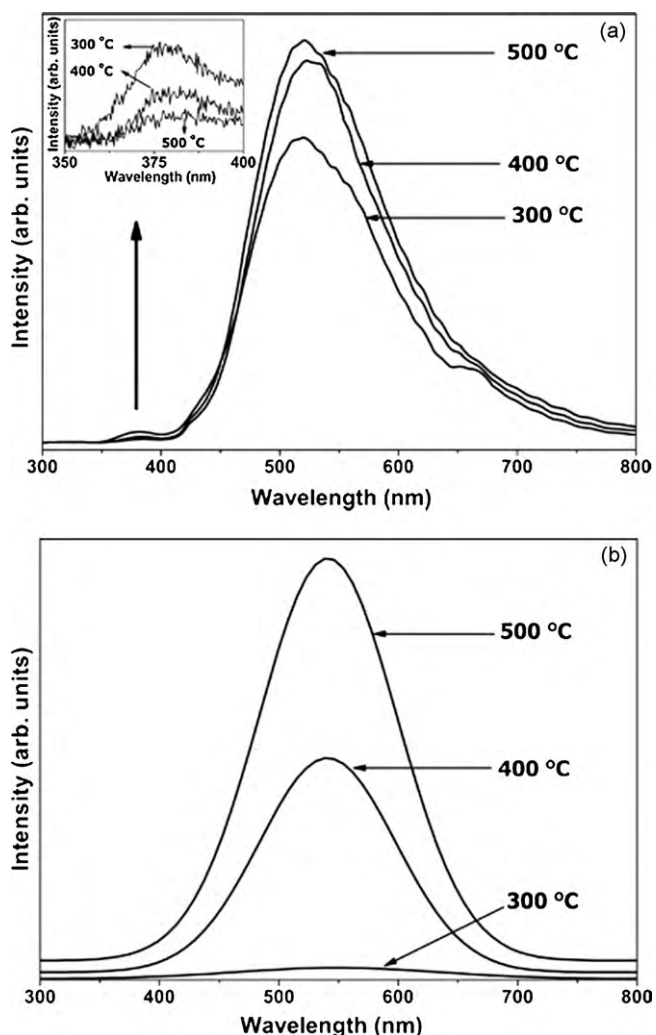 (a)
300 °C
400 °C
500 °C
Intensity (arb. units)
350
375
400
Wavelength (nm)
500 °C
400 °C
300 °C
Intensity (arb. units)
300
400
500
600
700
800
Wavelength (nm)
(b)
500 °C
400 °C
300 °C
Intensity (arb. units)
300
400
500
600
700
800
Wavelength (nm)